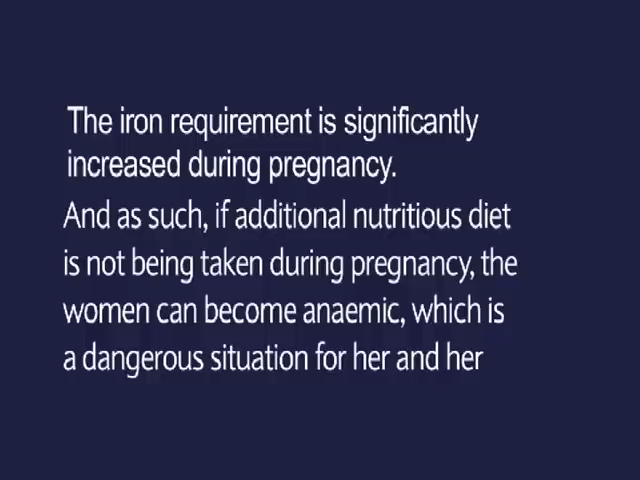 The iron requirement is significantly
increased during pregnancy.
And as such, if additional nutritious diet
is not being taken during pregnancy, the
women can become anaemic, which is
a dangerous situation for her and her